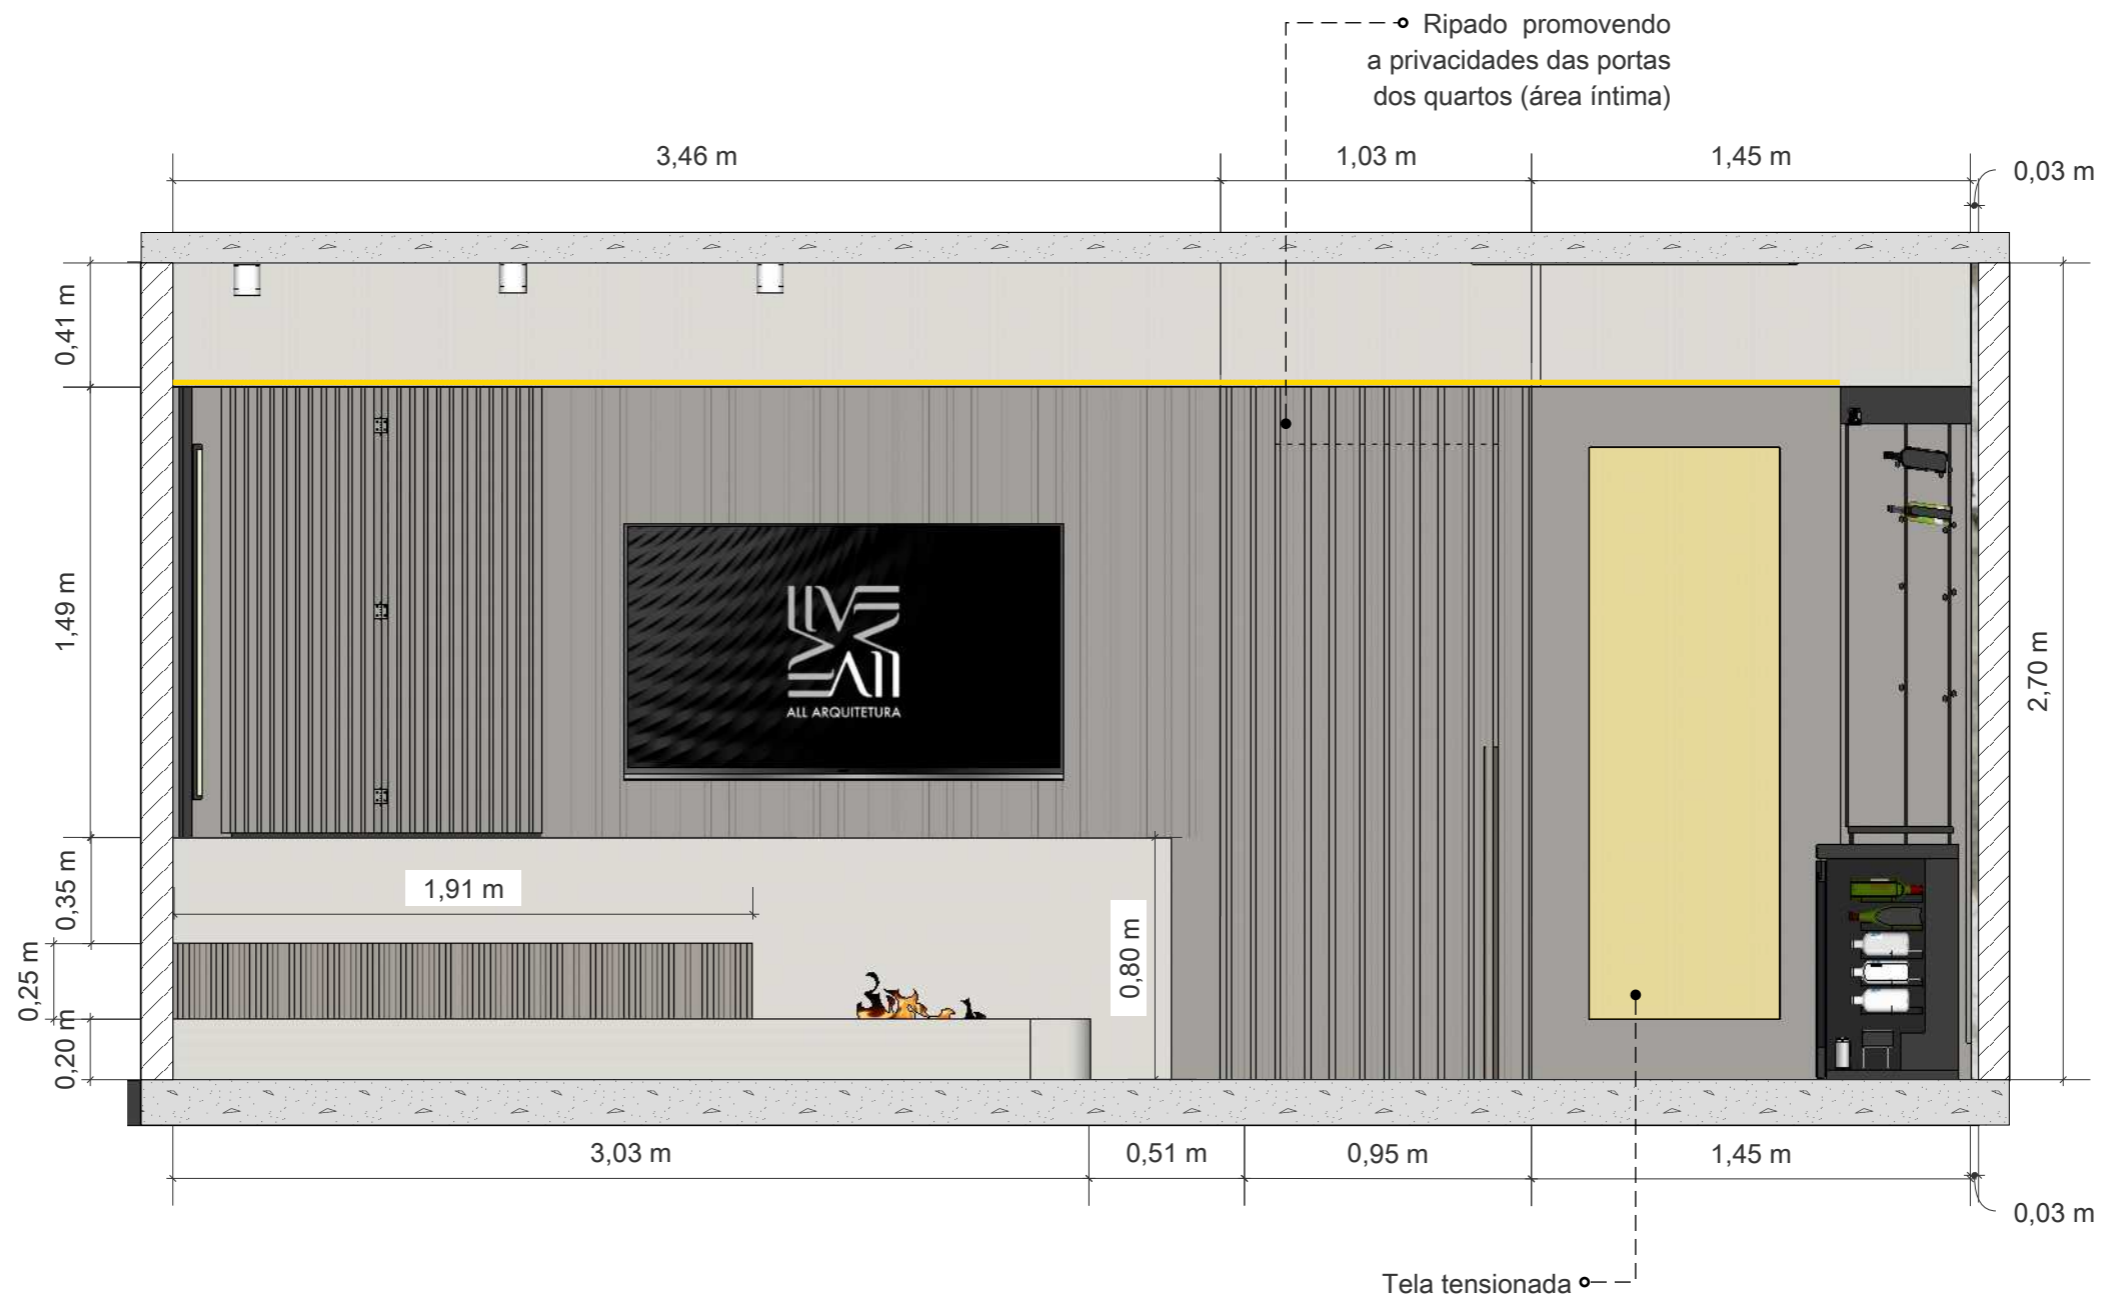 Ripado promovendo
a privacidades das portas
dos quartos (área íntima)
3,46 m
1,03 m
1,45 m
0,03 m
0,41 m
1,49 m
0,35 m
0,25 m
0,20 m
2,70 m
LIVE
ALL
ALL ARQUITETURA
1,91 m
0,80 m
3,03 m
0,51 m
0,95 m
1,45 m
0,03 m
Tela tensionada